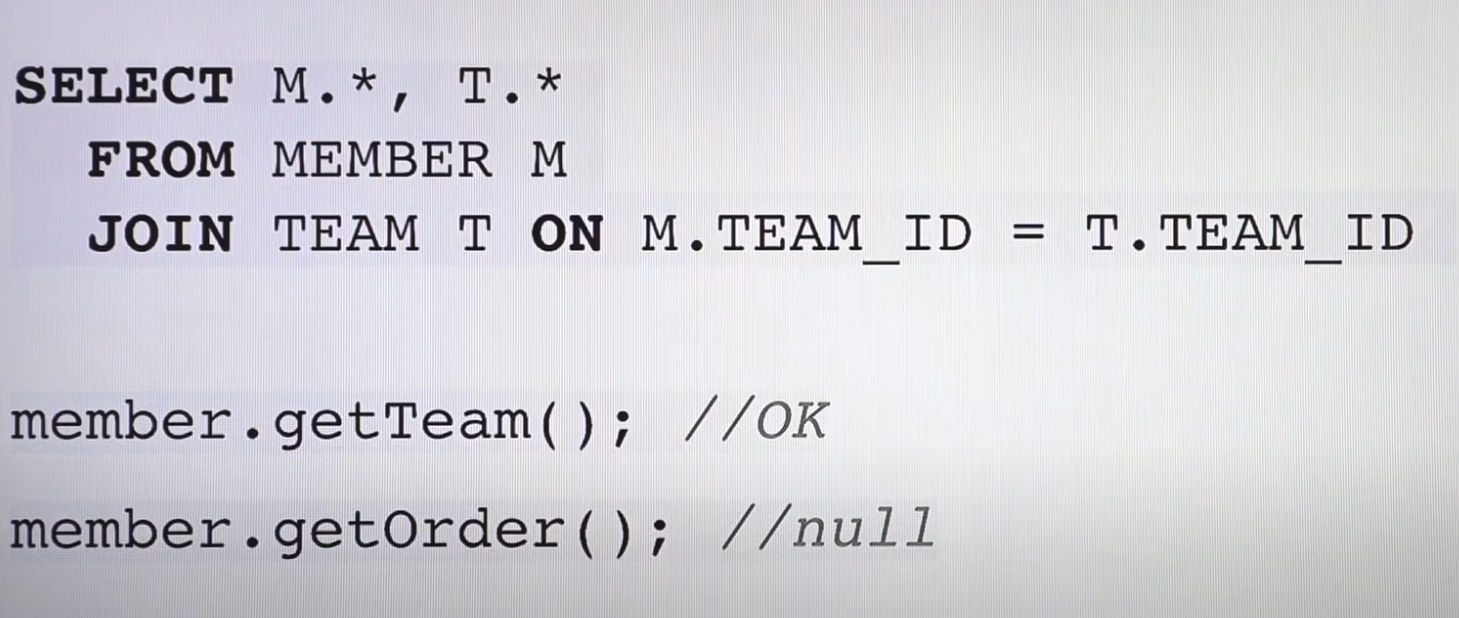 SELECT M.*, T.*
FROM MEMBER M
JOIN TEAM T ON M.TEAM_ID = T.TEAM_ID
member.getTeam(); //OK
member.getOrder(); //null